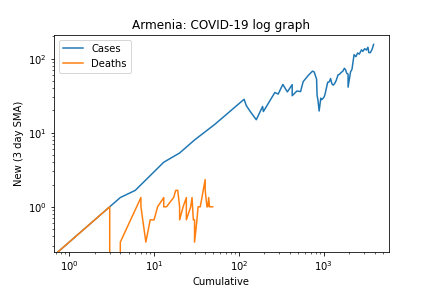 Armenia: COVID-19 log graph
Cases
Deaths
New (3 day SMA)
10²
10¹
10⁰
10⁰ 10¹ 10² 10³
Cumulative